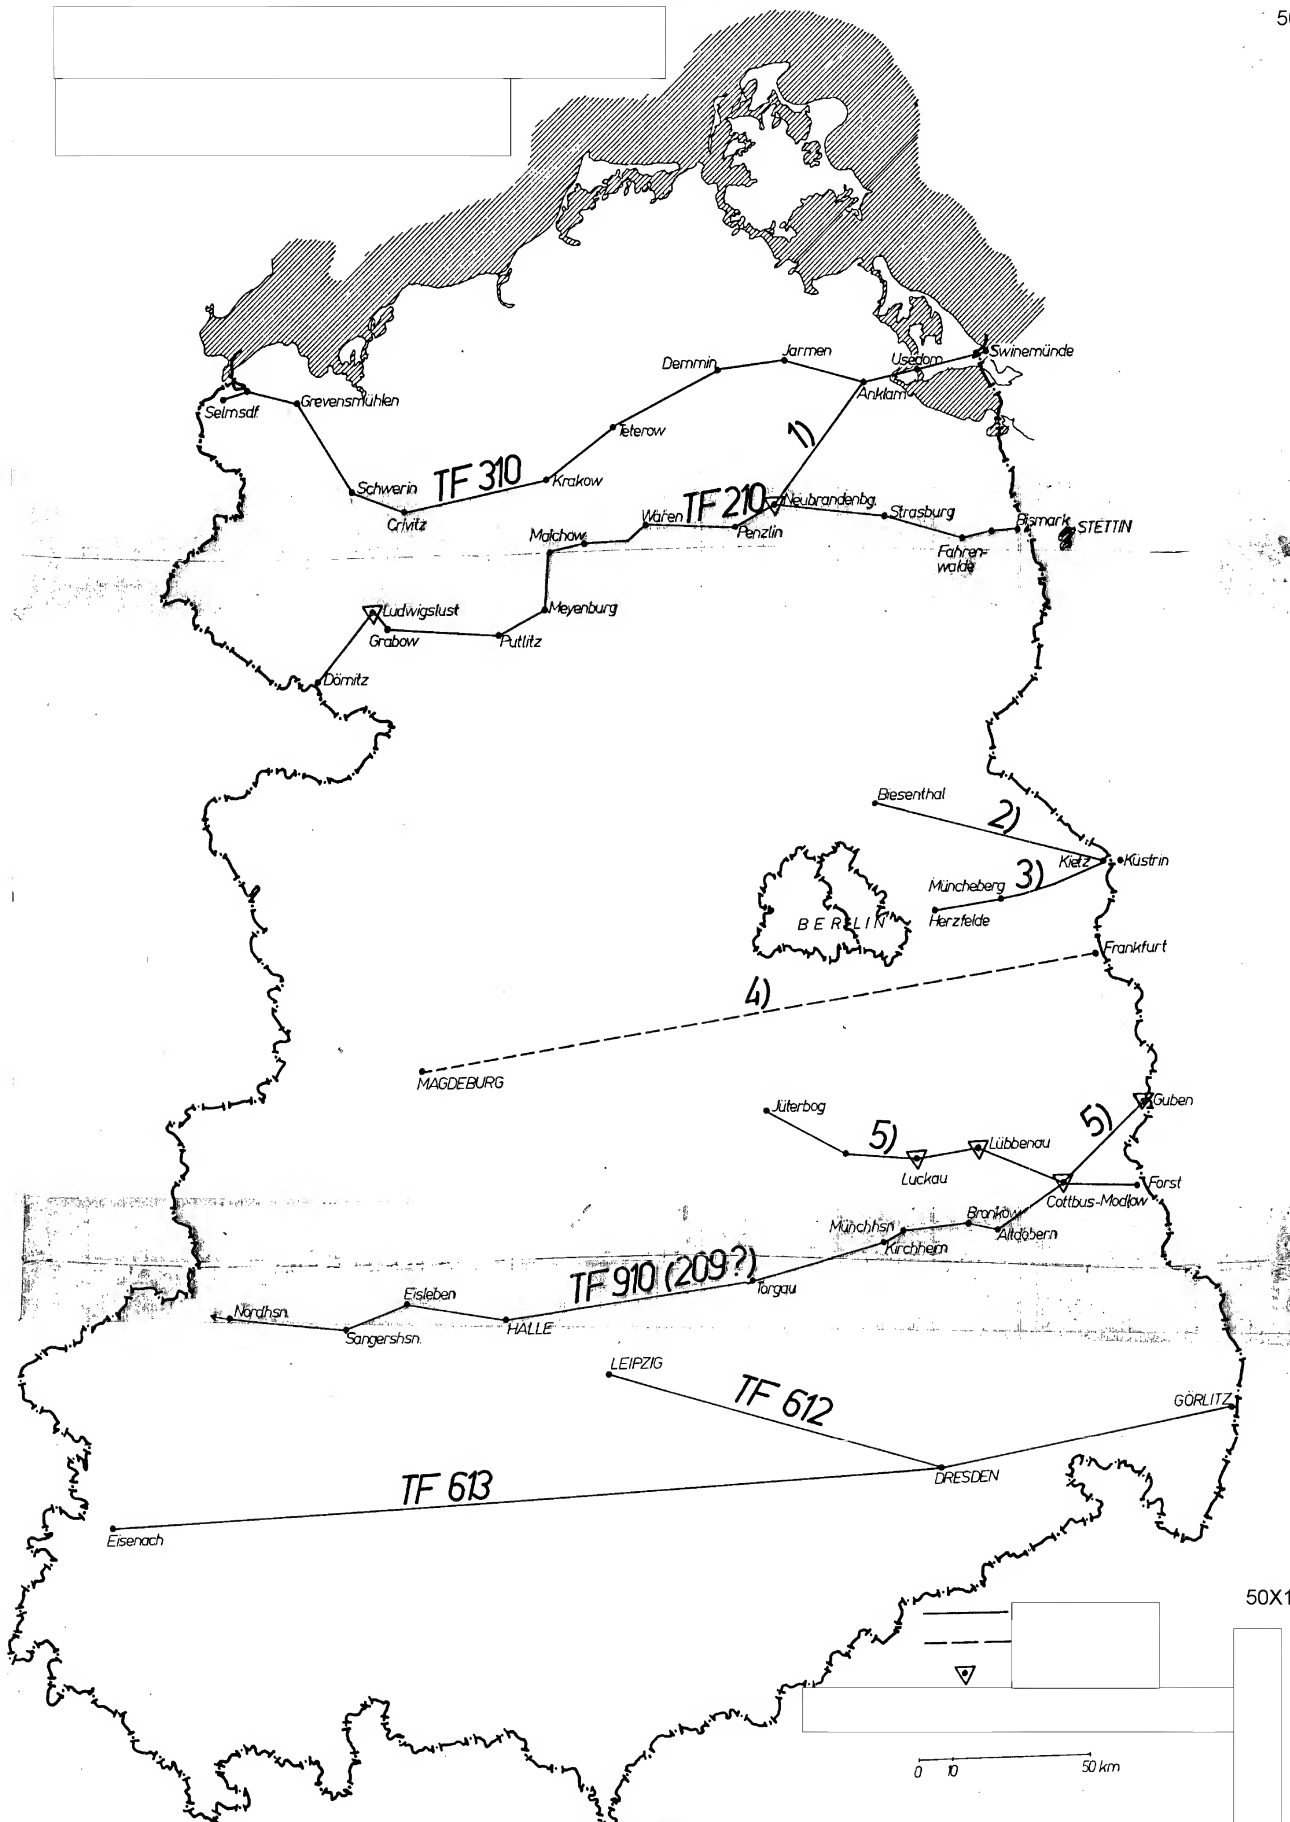 Swinemünde
Jarmen
Usedom
Demmin
Anklam
Grevensmühlen
Selmsdf.
1)
Teterow
Schwerin
TF 310
Krakow
Crivitz
TF 210
Neubrandenbg.
Waren
Strasburg
Bismark
STETTIN
Malchow
Penzlin
Fahren-
walde
Ludwigslust
Meyenburg
Grabow
Putlitz
Dömitz
Biesenthal
2)
Kietz
Küstrin
3)
Müncheberg
Herzfelde
BERLIN
Frankfurt
4)
MAGDEBURG
Jüterbog
Guben
5)
5)
Lübbenau
Luckau
Forst
Cottbus-Madlow
Bronkow
Münchhsn.
Altdöbern
Kirchheim
TF 910 (209?)
Torgau
Eisleben
Nordhsn.
HALLE
Sangershsn.
LEIPZIG
TF 612
GÖRLITZ
DRESDEN
TF 613
Eisenach
50X1
0 10 50 km